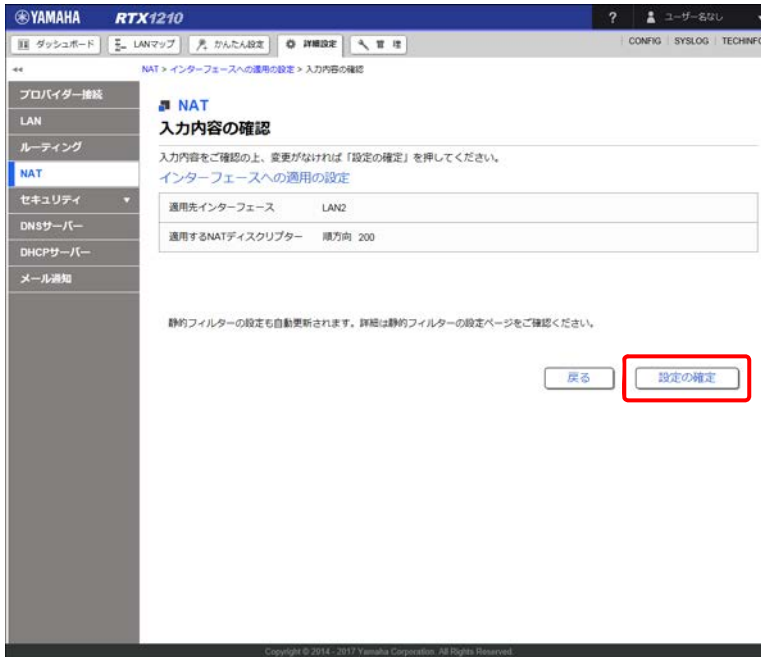 YAMAHA RTX1210 ? ユーザー名なし
ダッシュボード LANマップ かんたん設定 詳細設定 管 理 CONFIG SYSLOG TECHINFO
NAT > インターフェースへの適用の設定 > 入力内容の確認
プロバイダー接続
LAN
ルーティング
NAT
セキュリティ
DNSサーバー
DHCPサーバー
メール通知
NAT
入力内容の確認
入力内容をご確認の上、変更がなければ「設定の確定」を押してください。
インターフェースへの適用の設定
適用先インターフェース LAN2
適用するNATディスクリプター 順方向 200
静的フィルターの設定も自動更新されます。詳細は静的フィルターの設定ページをご確認ください。
戻る 設定の確定
Copyright © 2014 - 2017 Yamaha Corporation. All Rights Reserved.